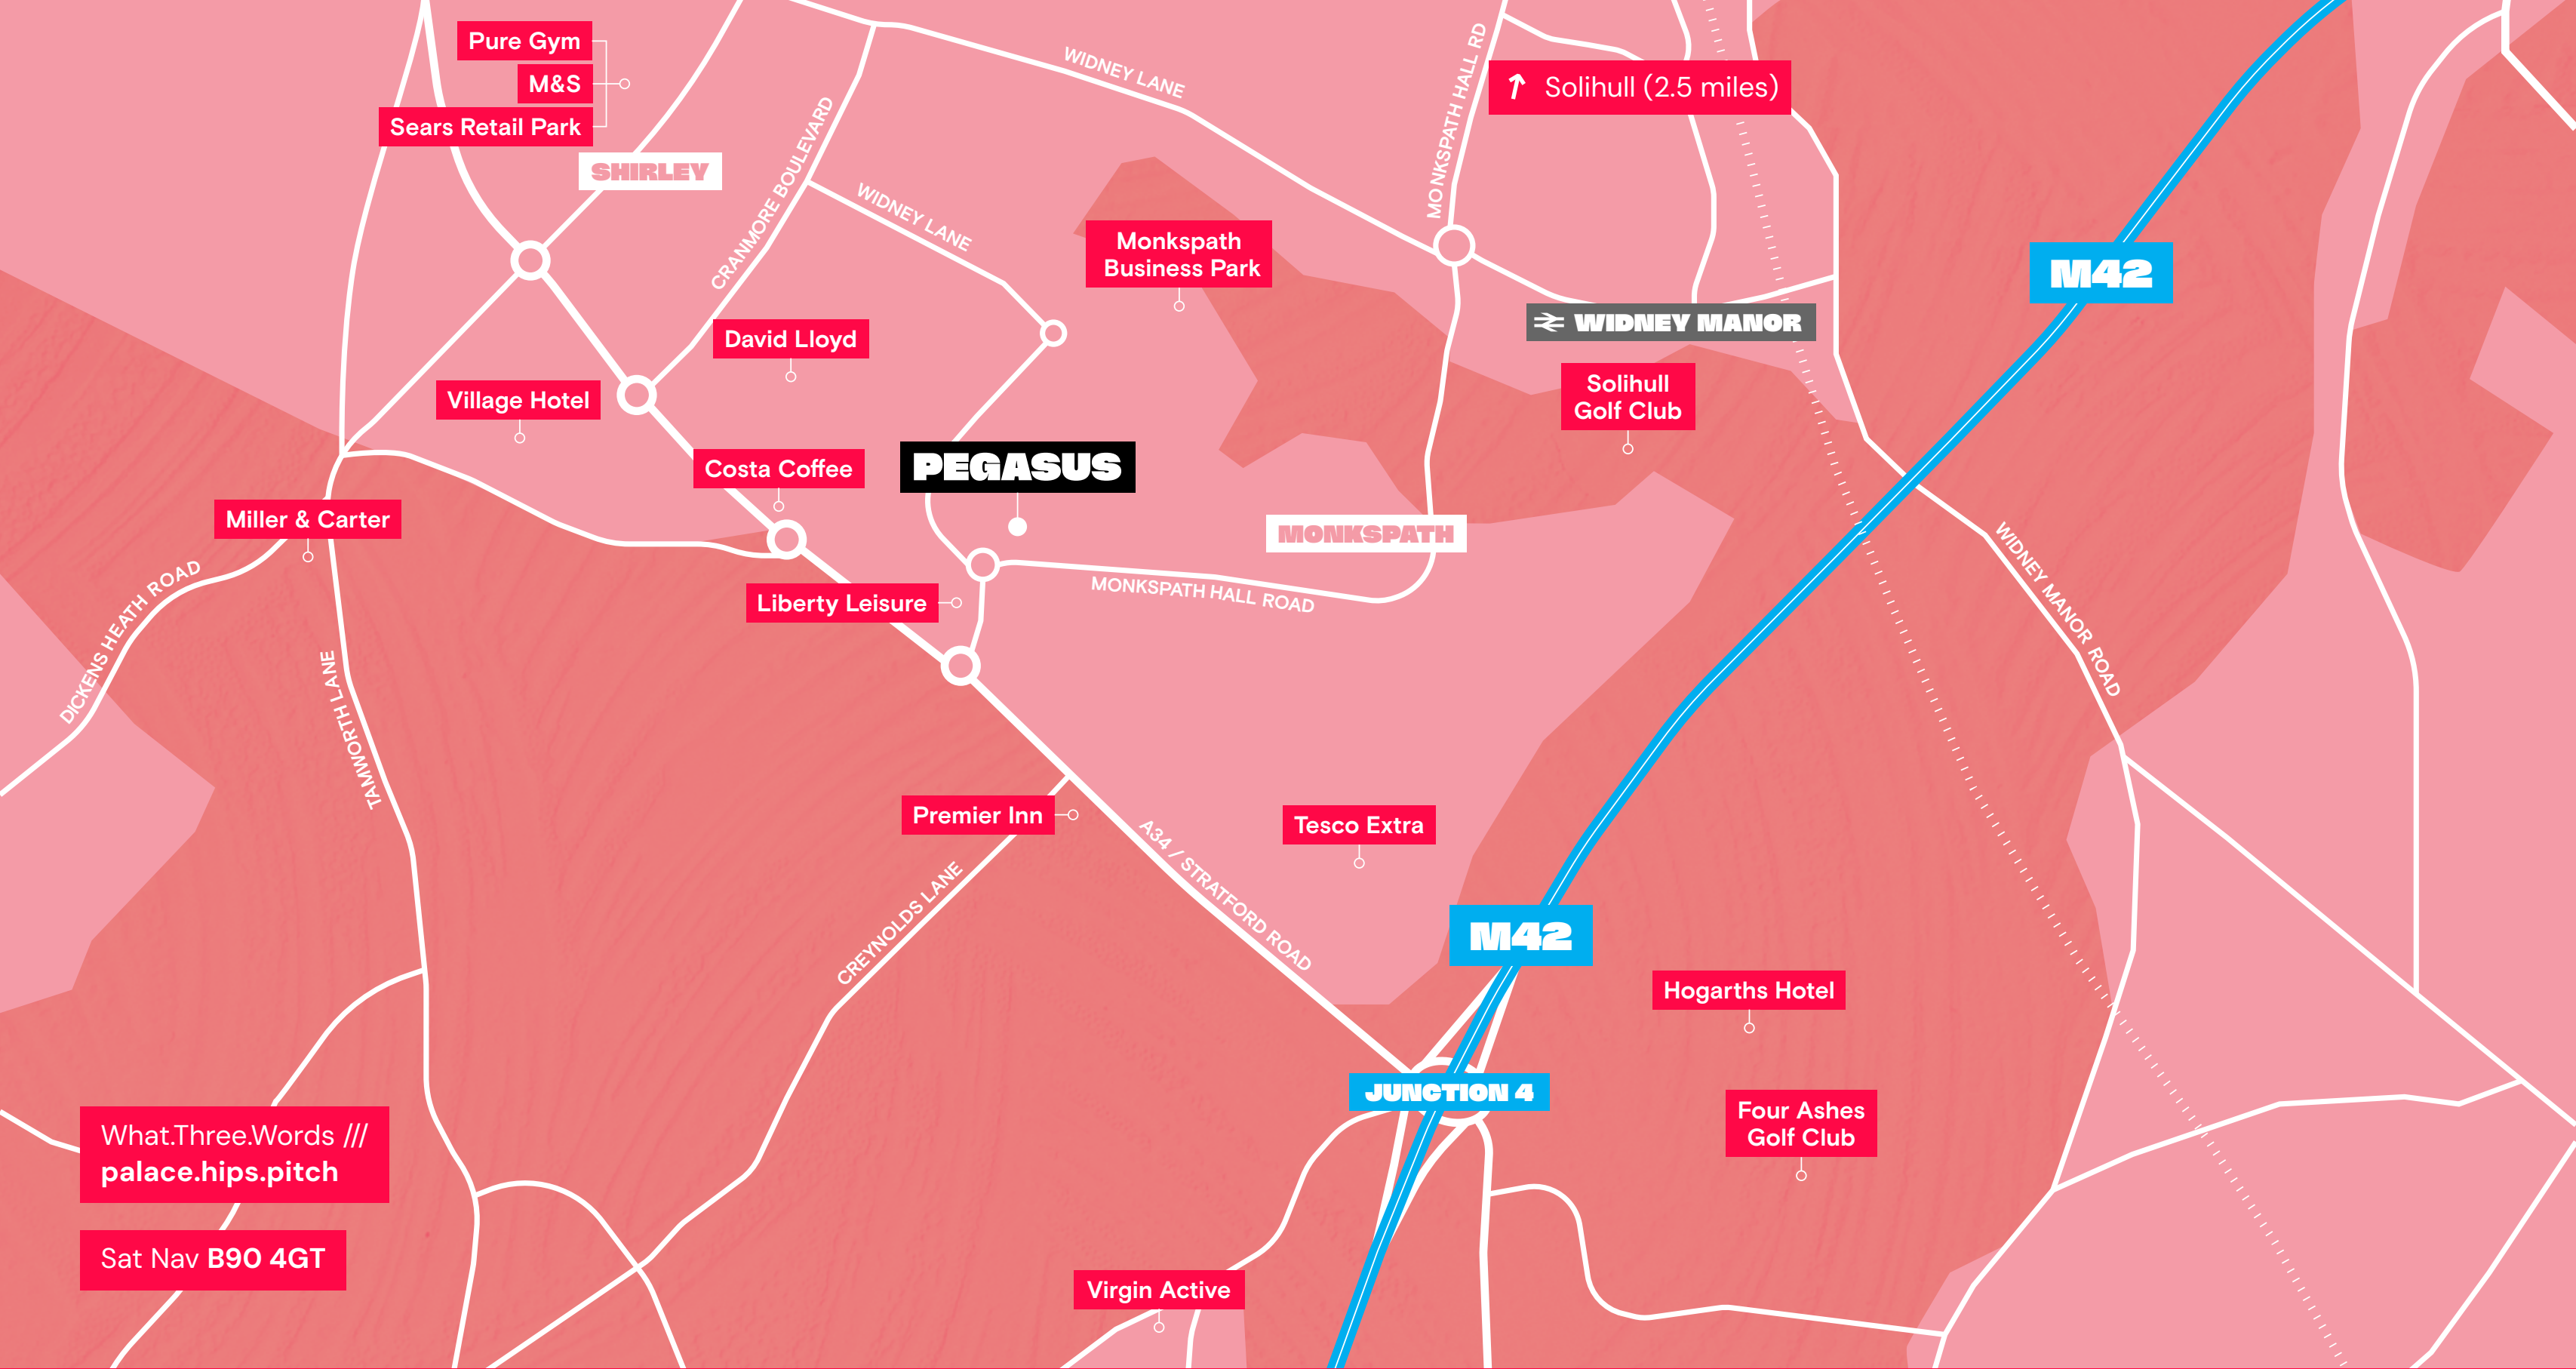 Pure Gym
M&S
Sears Retail Park
SHIRLEY
CRANMORE BOULEVARD
WIDNEY LANE
WIDNEY LANE
MONKSPATH HALL RD
↑ Solihull (2.5 miles)
Monkspath
Business Park
M42
WIDNEY MANOR
David Lloyd
Village Hotel
Solihull
Golf Club
Costa Coffee
PEGASUS
Miller & Carter
MONKSPATH
DICKENS HEATH ROAD
MONKSPATH HALL ROAD
Liberty Leisure
WIDNEY MANOR ROAD
TAMWORTH LANE
Premier Inn
Tesco Extra
A34 / STRATFORD ROAD
CREYNOLDS LANE
M42
Hogarths Hotel
JUNCTION 4
Four Ashes
Golf Club
What.Three.Words ///
palace.hips.pitch
Sat Nav B90 4GT
Virgin Active